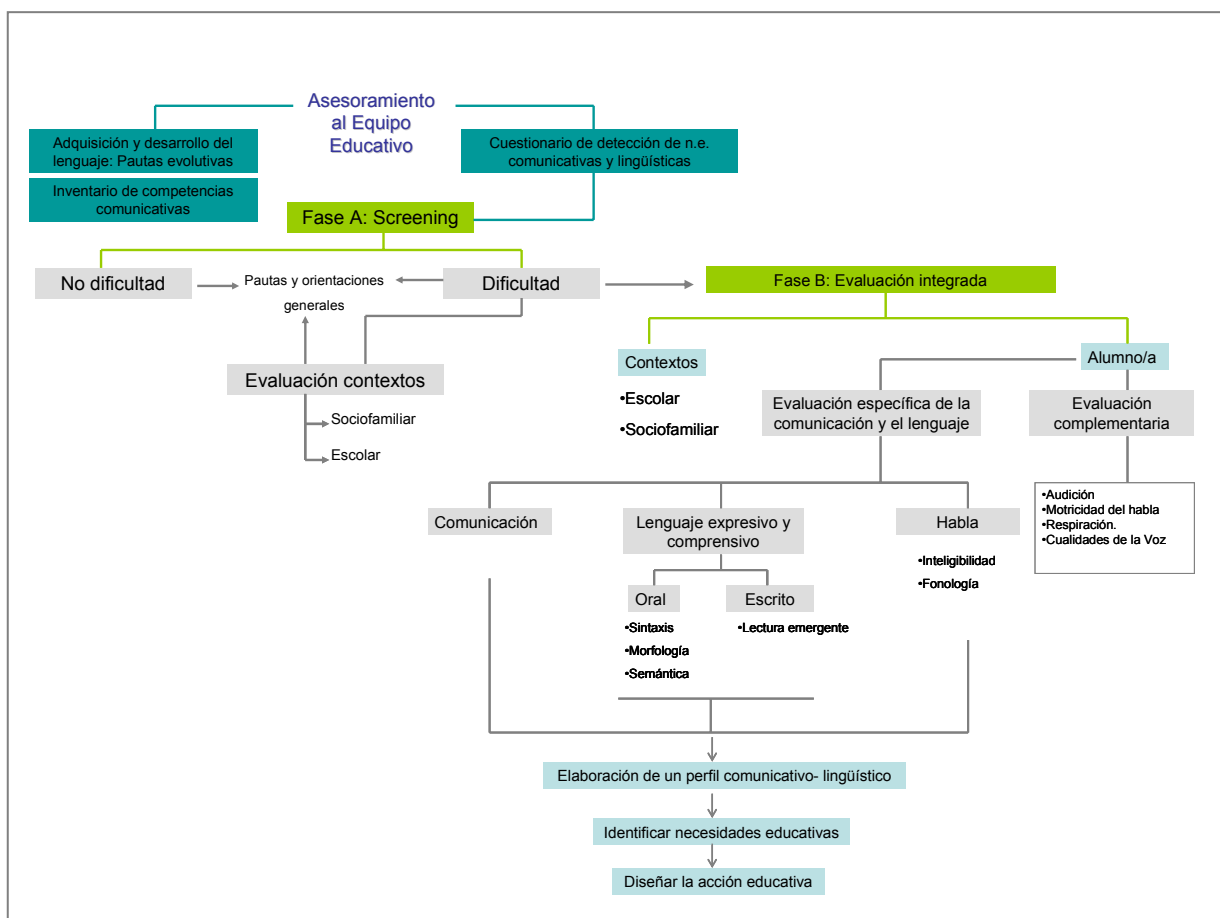 Asesoramiento
al Equipo
Educativo
Adquisición y desarrollo del
lenguaje: Pautas evolutivas
Cuestionario de detección de n.e.
comunicativas y lingüísticas
Inventario de competencias
comunicativas
Fase A: Screening
No dificultad
Pautas y orientaciones
generales
Dificultad
Fase B: Evaluación integrada
Evaluación contextos
Sociofamiliar
Escolar
Contextos
•Escolar
•Sociofamiliar
Alumno/a
Evaluación específica de la
comunicación y el lenguaje
Evaluación
complementaria
•Audición
•Motricidad del habla
•Respiración.
•Cualidades de la Voz
Comunicación
Lenguaje expresivo y
comprensivo
Habla
•Inteligibilidad
•Fonología
Oral
•Sintaxis
•Morfología
•Semántica
Escrito
•Lectura emergente
Elaboración de un perfil comunicativo- lingüístico
Identificar necesidades educativas
Diseñar la acción educativa